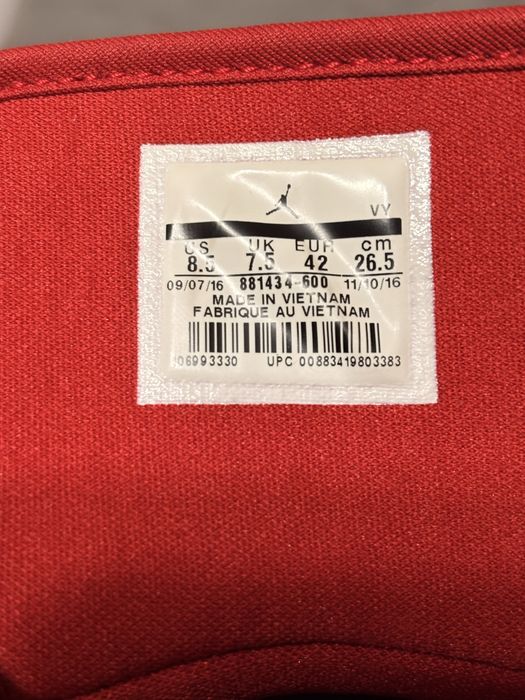 VY
US UK EUR cm
8.5 7.5 42 26.5
09/07/16 881434-600 11/10/16
MADE IN VIETNAM
FABRIQUE AU VIETNAM
06993330 UPC 00883419803383